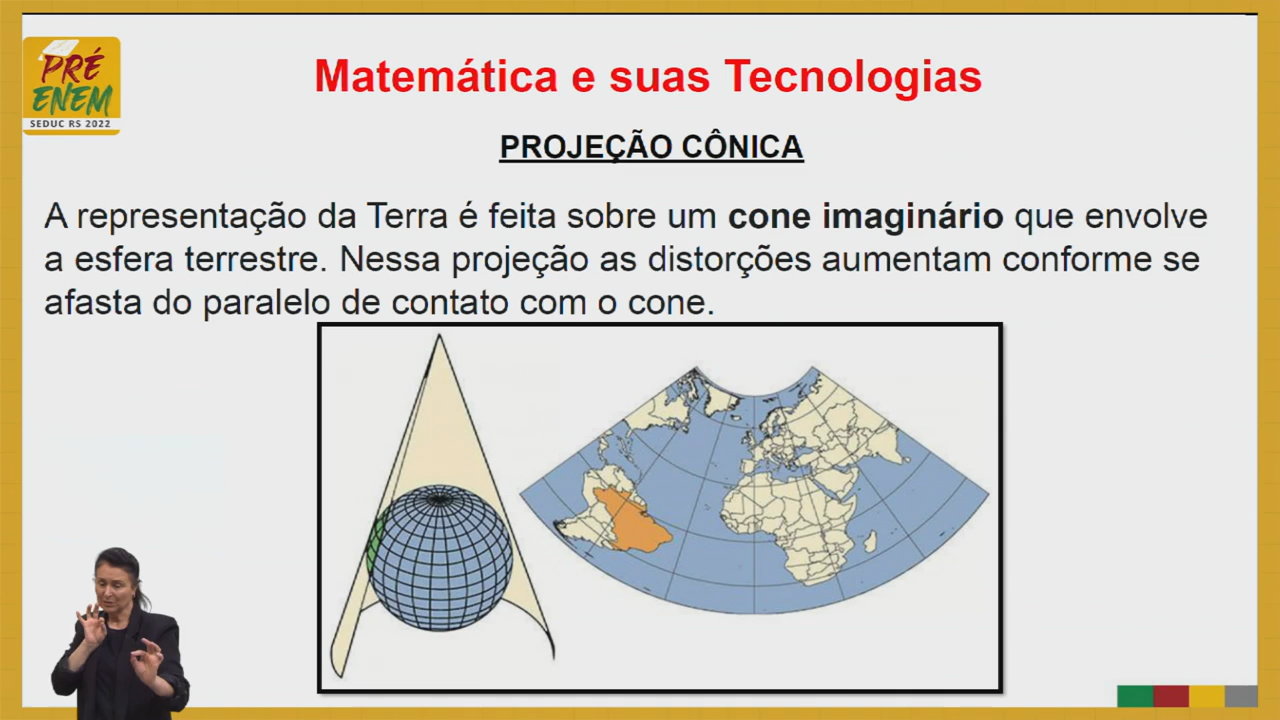 PRÉ
ENEM
SEDUC RS 2022
Matemática e suas Tecnologias
PROJEÇÃO CÔNICA
A representação da Terra é feita sobre um cone imaginário que envolve
a esfera terrestre. Nessa projeção as distorções aumentam conforme se
afasta do paralelo de contato com o cone.